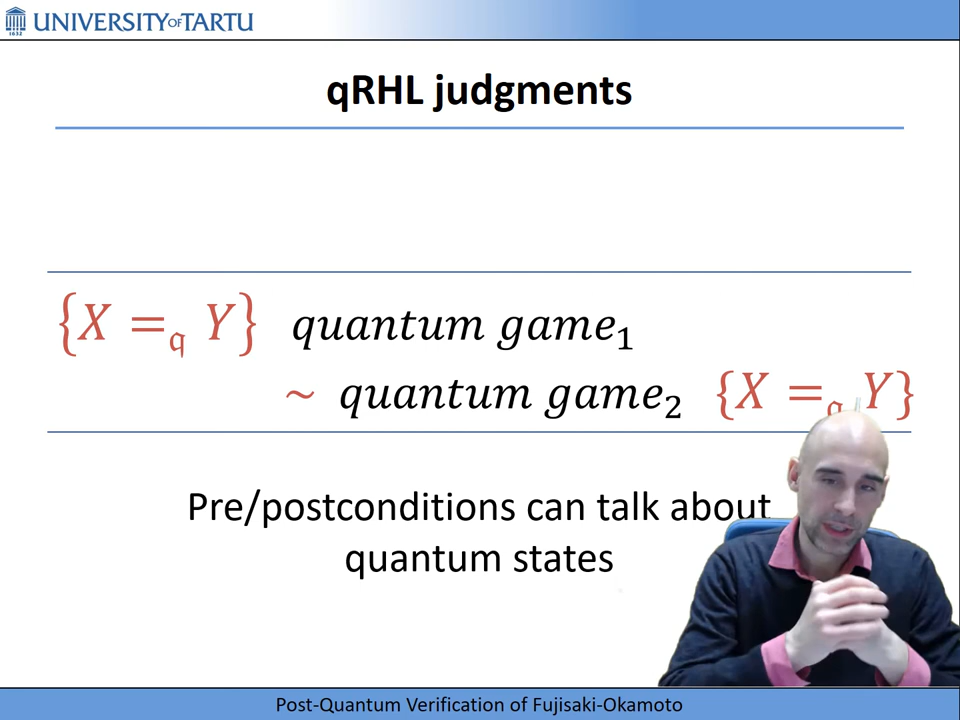 UNIVERSITY OF TARTU
1632
qRHL judgments
{X =𝔮 Y} quantum game₁
~ quantum game₂ {X =𝔮 Y}
Pre/postconditions can talk about
quantum states
Post-Quantum Verification of Fujisaki-Okamoto